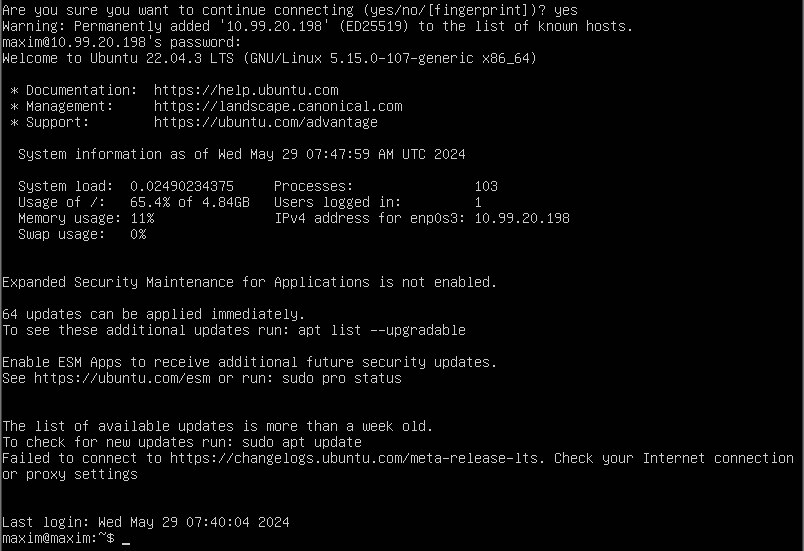 Are you sure you want to continue connecting (yes/no/[fingerprint])? yes
Warning: Permanently added '10.99.20.198' (ED25519) to the list of known hosts.
maxim@10.99.20.198's password:
Welcome to Ubuntu 22.04.3 LTS (GNU/Linux 5.15.0-107-generic x86_64)
* Documentation:  https://help.ubuntu.com
* Management:     https://landscape.canonical.com
* Support:        https://ubuntu.com/advantage
System information as of Wed May 29 07:47:59 AM UTC 2024
System load:  0.02490234375     Processes:               103
Usage of /:   65.4% of 4.84GB   Users logged in:         1
Memory usage: 11%               IPv4 address for enp0s3: 10.99.20.198
Swap usage:   0%
Expanded Security Maintenance for Applications is not enabled.
64 updates can be applied immediately.
To see these additional updates run: apt list --upgradable
Enable ESM Apps to receive additional future security updates.
See https://ubuntu.com/esm or run: sudo pro status
The list of available updates is more than a week old.
To check for new updates run: sudo apt update
Failed to connect to https://changelogs.ubuntu.com/meta-release-lts. Check your Internet connection
or proxy settings
Last login: Wed May 29 07:40:04 2024
maxim@maxim:~$ _